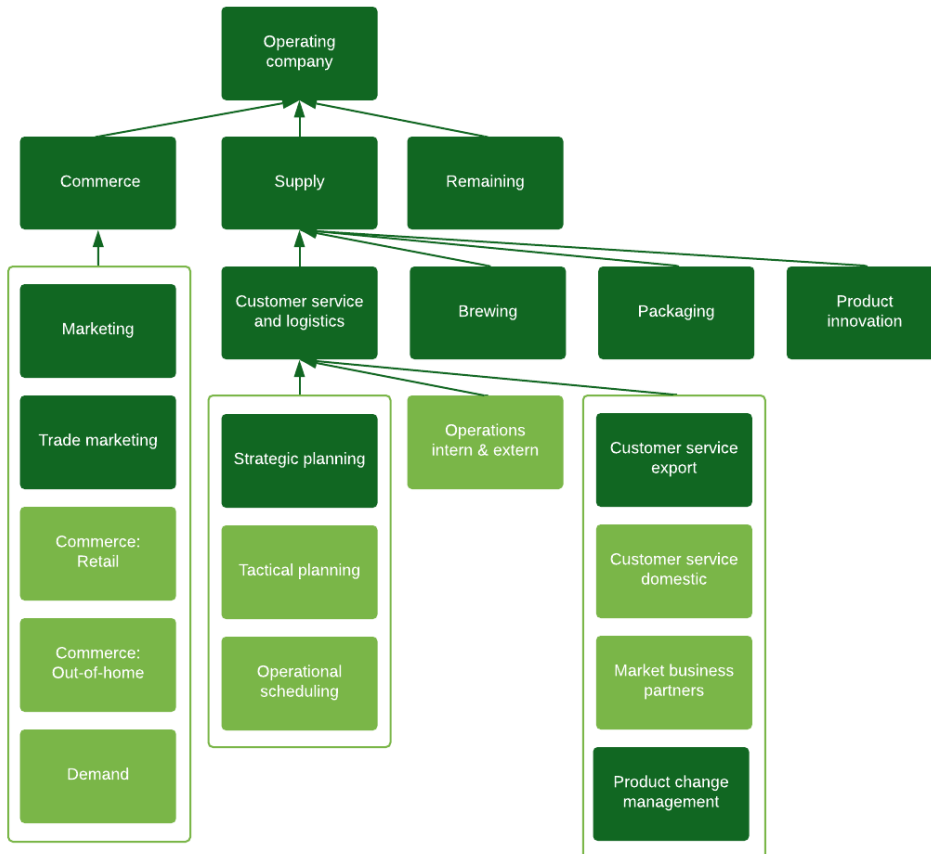 Operating
company
Commerce
Supply
Remaining
Customer service
and logistics
Brewing
Packaging
Product
innovation
Marketing
Trade marketing
Commerce:
Retail
Commerce:
Out-of-home
Demand
Strategic planning
Tactical planning
Operational
scheduling
Operations
intern & extern
Customer service
export
Customer service
domestic
Market business
partners
Product change
management